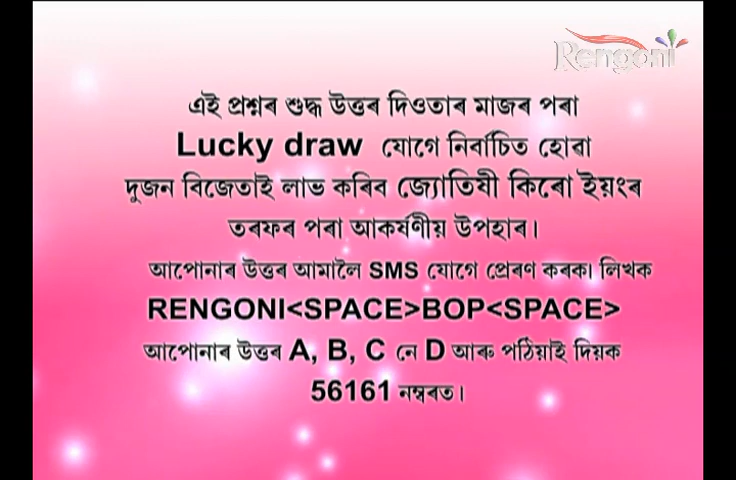 Rengoni
এই প্ৰশ্নৰ শুদ্ধ উত্তৰ দিওতাৰ মাজৰ পৰা
Lucky draw যোগে নিৰ্বাচিত হোৱা
দুজন বিজেতাই লাভ কৰিব জ্যোতিষী কিৰো ইয়ংৰ
তৰফৰ পৰা আকৰ্ষণীয় উপহাৰ।
আপোনাৰ উত্তৰ আমালৈ SMS যোগে প্ৰেৰণ কৰক। লিখক
RENGONI<SPACE>BOP<SPACE>
আপোনাৰ উত্তৰ A, B, C নে D আৰু পঠিয়াই দিয়ক
56161 নম্বৰত।